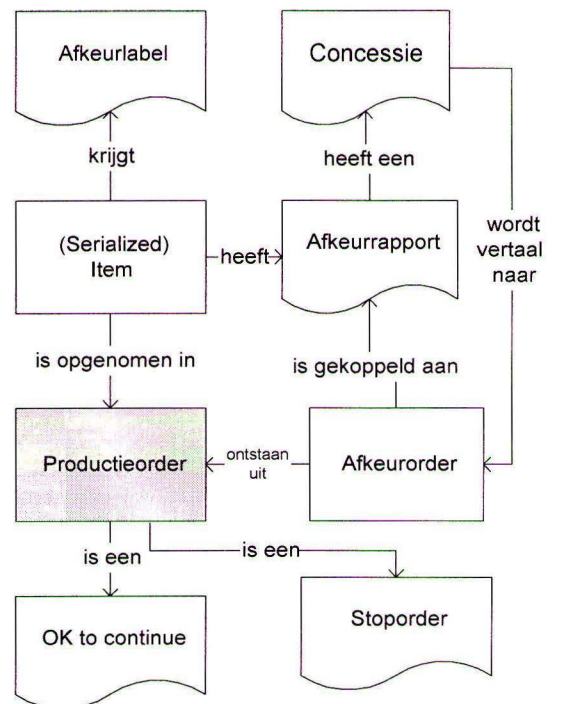 Afkeurlabel
Concessie
krijgt
heeft een
(Serialized)
Item
heeft
Afkeurrapport
wordt
vertaal
naar
is opgenomen in
is gekoppeld aan
Productieorder
ontstaan
uit
Afkeurorder
is een
is een
OK to continue
Stoporder